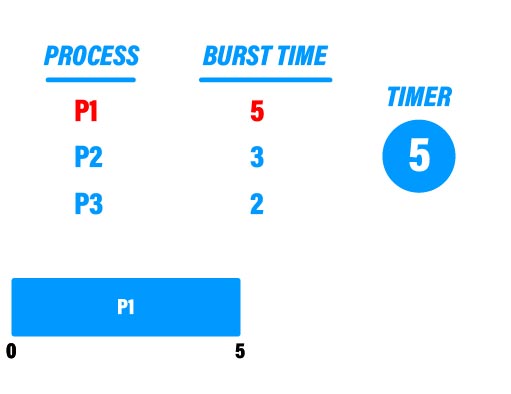 PROCESS BURST TIME
TIMER
P1 5
P2 3
P3 2
5
P1
0 5